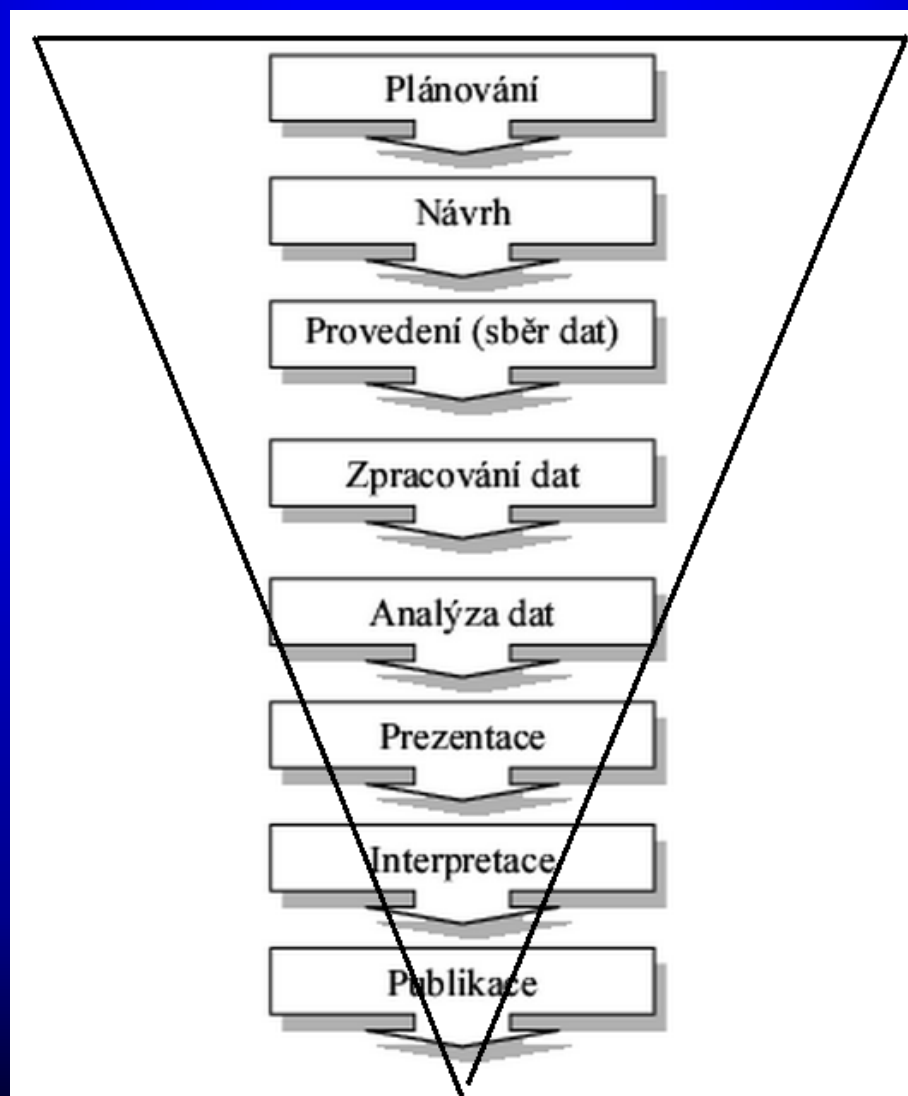 Plánování
Návrh
Provedení (sběr dat)
Zpracování dat
Analýza dat
Prezentace
Interpretace
Publikace